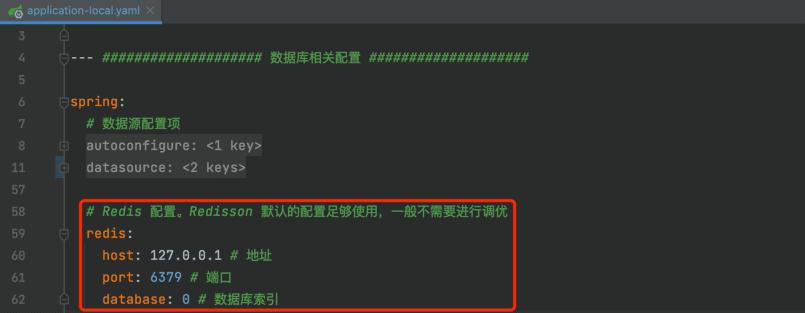 application-local.yaml
3
4 --- #################### 数据库相关配置 ####################
5
6 spring:
7 # 数据源配置项
8 autoconfigure: <1 key>
11 datasource: <2 keys>
57
58 # Redis 配置。Redisson 默认的配置足够使用，一般不需要进行调优
59 redis:
60 host: 127.0.0.1 # 地址
61 port: 6379 # 端口
62 database: 0 # 数据库索引